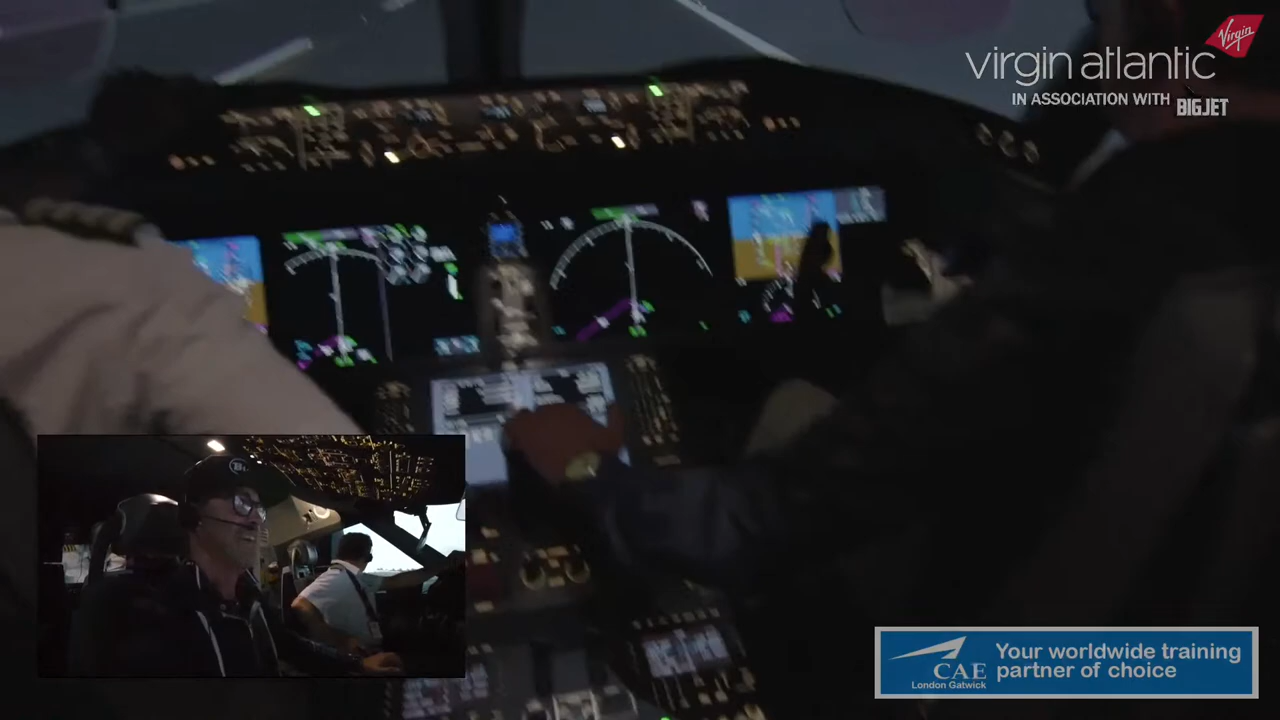 Virgin
virgin atlantic
IN ASSOCIATION WITH BIGJET
CAE
London Gatwick
Your worldwide training
partner of choice